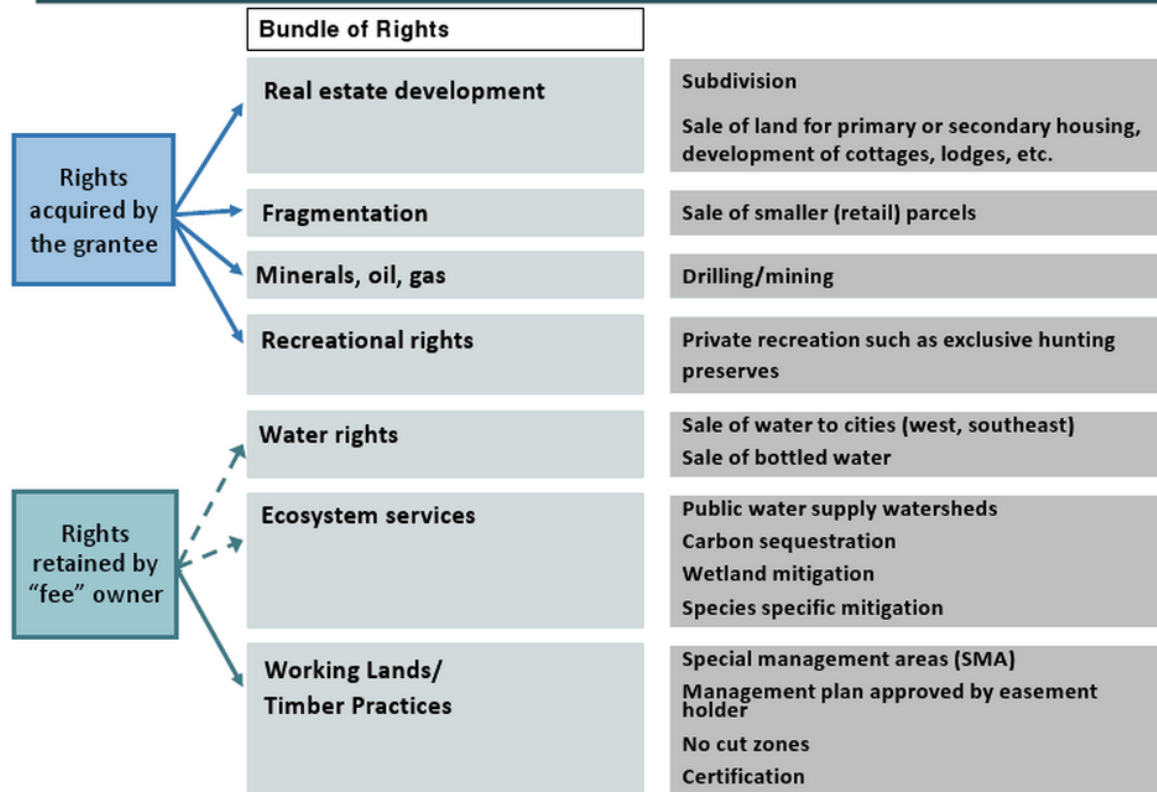 Bundle of Rights
Rights
acquired by
the grantee
Real estate development
Subdivision
Sale of land for primary or secondary housing,
development of cottages, lodges, etc.
Fragmentation
Sale of smaller (retail) parcels
Minerals, oil, gas
Drilling/mining
Recreational rights
Private recreation such as exclusive hunting
preserves
Rights
retained by
“fee” owner
Water rights
Sale of water to cities (west, southeast)
Sale of bottled water
Ecosystem services
Public water supply watersheds
Carbon sequestration
Wetland mitigation
Species specific mitigation
Working Lands/
Timber Practices
Special management areas (SMA)
Management plan approved by easement
holder
No cut zones
Certification